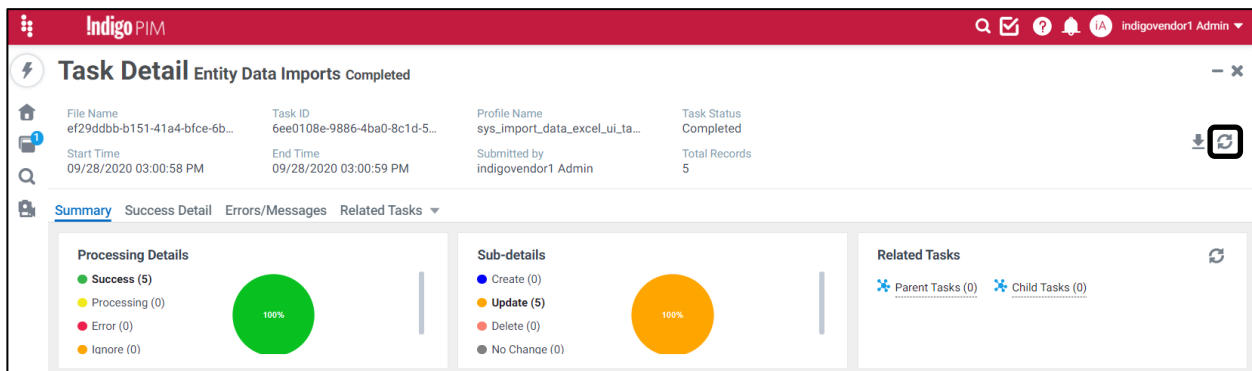 !ndigo PIM
iA indigovendor1 Admin
Task Detail Entity Data Imports Completed
File Name Task ID Profile Name Task Status
ef29ddbb-b151-41a4-bfce-6b... 6ee0108e-9886-4ba0-8c1d-5... sys_import_data_excel_ui_ta... Completed
1
Start Time End Time Submitted by Total Records
09/28/2020 03:00:58 PM 09/28/2020 03:00:59 PM indigovendor1 Admin 5
Summary Success Detail Errors/Messages Related Tasks
Processing Details
Success (5)
Processing (0)
Error (0)
Ignore (0)
100%
Sub-details
Create (0)
Update (5)
Delete (0)
No Change (0)
100%
Related Tasks
Parent Tasks (0) Child Tasks (0)